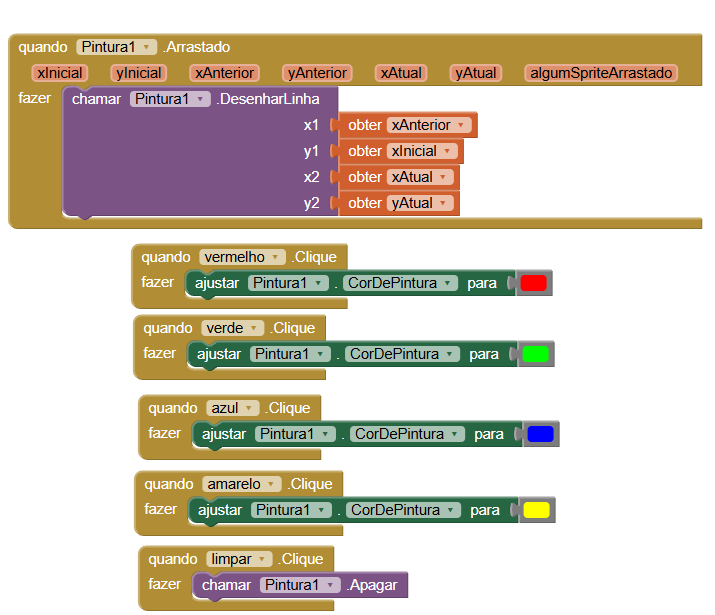 quando Pintura1 .Arrastado
xInicial yInicial xAnterior yAnterior xAtual yAtual algumSpriteArrastado
fazer chamar Pintura1 .DesenharLinha
x1 obter xAnterior
y1 obter xInicial
x2 obter xAtual
y2 obter yAtual
quando vermelho .Clique
fazer ajustar Pintura1 . CorDePintura para
quando verde .Clique
fazer ajustar Pintura1 . CorDePintura para
quando azul .Clique
fazer ajustar Pintura1 . CorDePintura para
quando amarelo .Clique
fazer ajustar Pintura1 . CorDePintura para
quando limpar .Clique
fazer chamar Pintura1 .Apagar